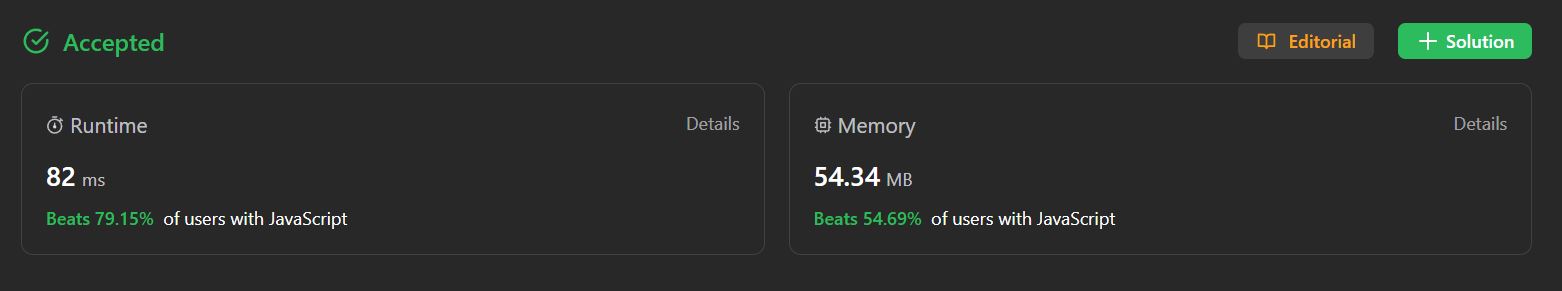 Accepted
Editorial
Solution
Runtime
Details
82 ms
Beats 79.15% of users with JavaScript
Memory
Details
54.34 MB
Beats 54.69% of users with JavaScript